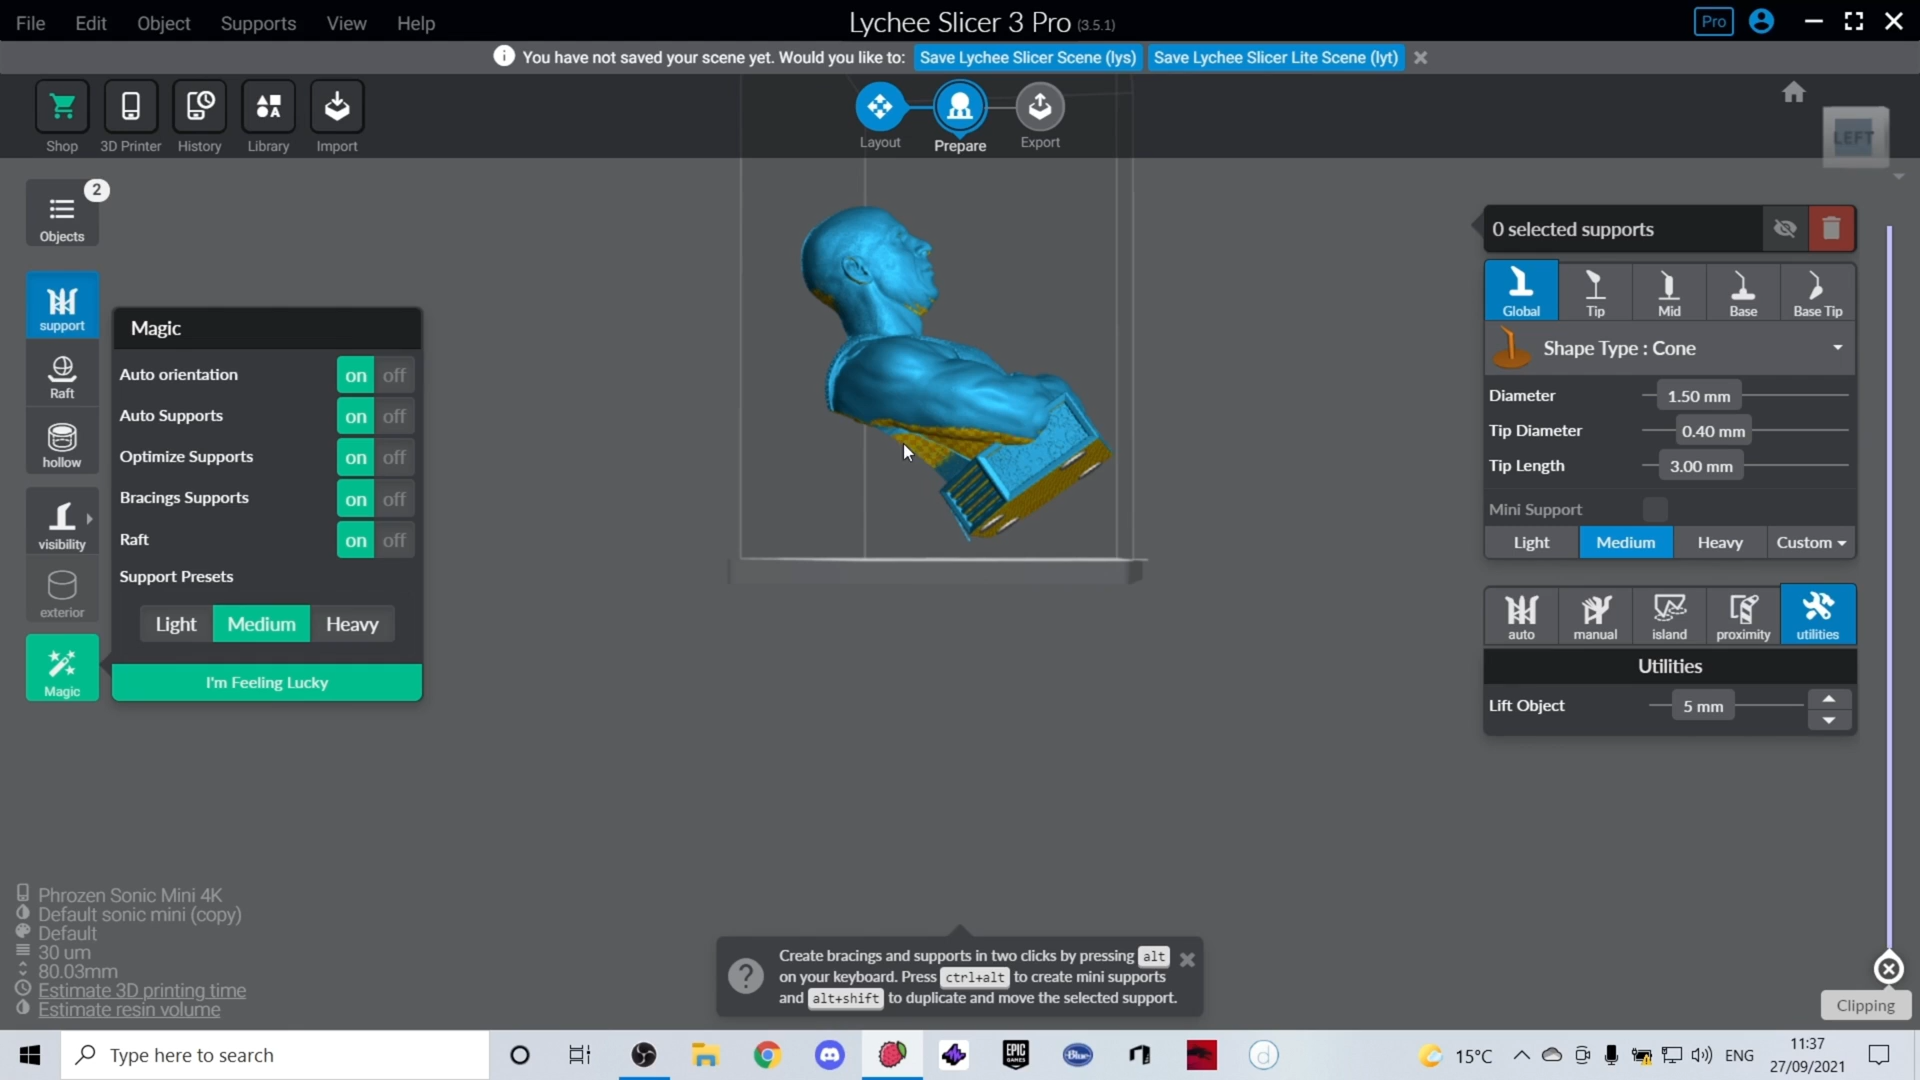 File Edit Object Supports View Help
Lychee Slicer 3 Pro (3.5.1)
Pro
You have not saved your scene yet. Would you like to: Save Lychee Slicer Scene (lys) Save Lychee Slicer Lite Scene (lyt)
Shop 3D Printer History Library Import
Layout Prepare Export
LEFT
2
Objects
support
Raft
hollow
visibility
exterior
Magic
Magic
Auto orientation on off
Auto Supports on off
Optimize Supports on off
Bracings Supports on off
Raft on off
Support Presets
Light Medium Heavy
I'm Feeling Lucky
0 selected supports
Global Tip Mid Base Base Tip
Shape Type : Cone
Diameter 1.50 mm
Tip Diameter 0.40 mm
Tip Length 3.00 mm
Mini Support
Light Medium Heavy Custom
auto manual island proximity utilities
Utilities
Lift Object 5 mm
Phrozen Sonic Mini 4K
Default sonic mini (copy)
Default
30 um
80.03mm
Estimate 3D printing time
Estimate resin volume
Create bracings and supports in two clicks by pressing alt
on your keyboard. Press ctrl+alt to create mini supports
and alt+shift to duplicate and move the selected support.
Clipping
Type here to search
EPIC GAMES
Blue
d
15°C
ENG
11:37
27/09/2021